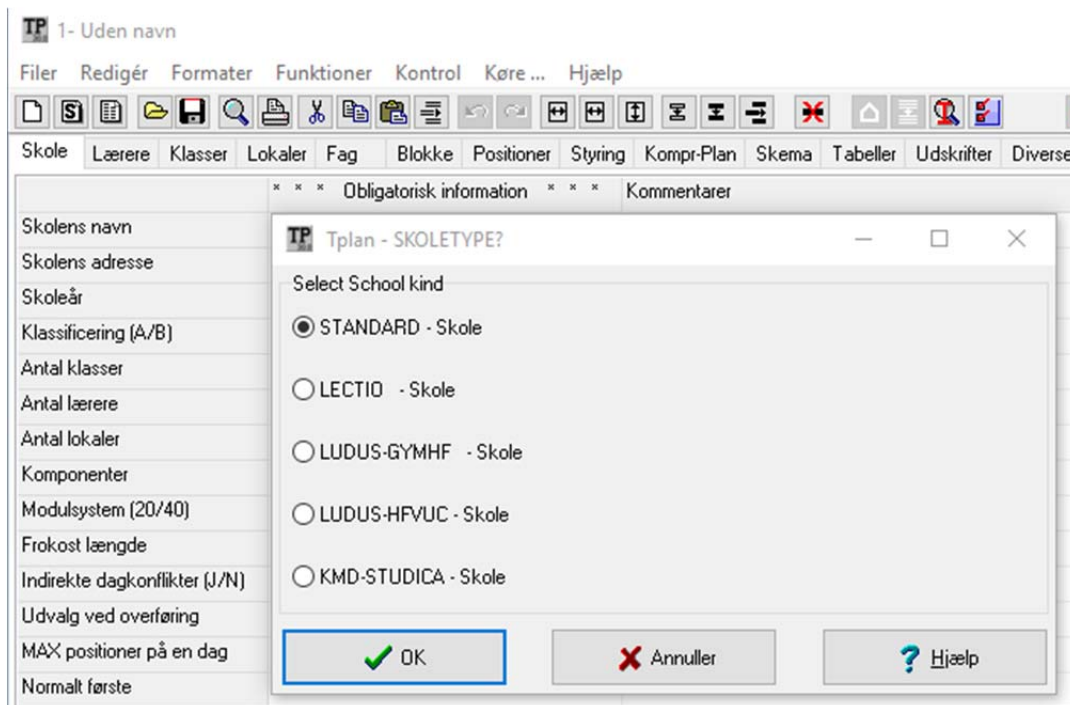 TP 1- Uden navn
Filer Redigér Formater Funktioner Kontrol Køre ... Hjælp
Skole Lærere Klasser Lokaler Fag Blokke Positioner Styring Kompr-Plan Skema Tabeller Udskrifter Diverse
* * * Obligatorisk information * * * Kommentarer
Skolens navn
Skolens adresse
Skoleår
Klassificering (A/B)
Antal klasser
Antal lærere
Antal lokaler
Komponenter
Modulsystem (20/40)
Frokost længde
Indirekte dagkonflikter (J/N)
Udvalg ved overføring
MAX positioner på en dag
Normalt første
TP Tplan - SKOLETYPE?
Select School kind
STANDARD - Skole
LECTIO - Skole
LUDUS-GYMHF - Skole
LUDUS-HFVUC - Skole
KMD-STUDICA - Skole
OK Annuller Hjælp